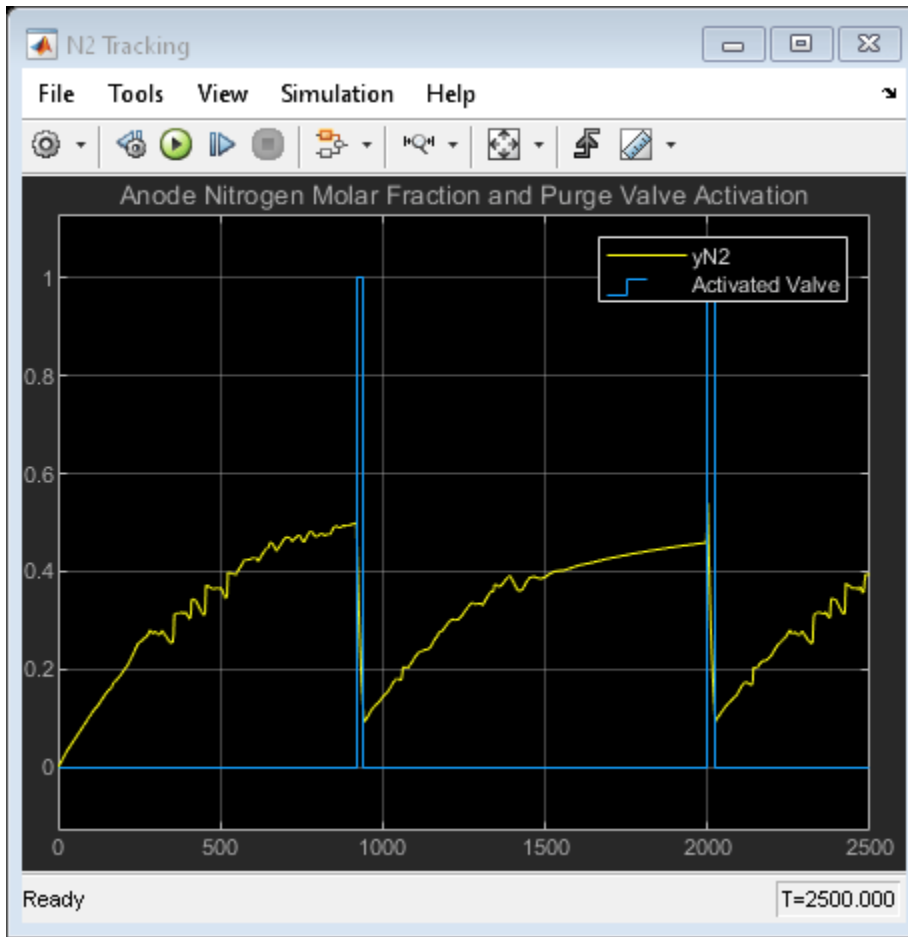 N2 Tracking
File Tools View Simulation Help
Anode Nitrogen Molar Fraction and Purge Valve Activation
yN2
Activated Valve
1
0.8
0.6
0.4
0.2
0
0 500 1000 1500 2000 2500
Ready T=2500.000